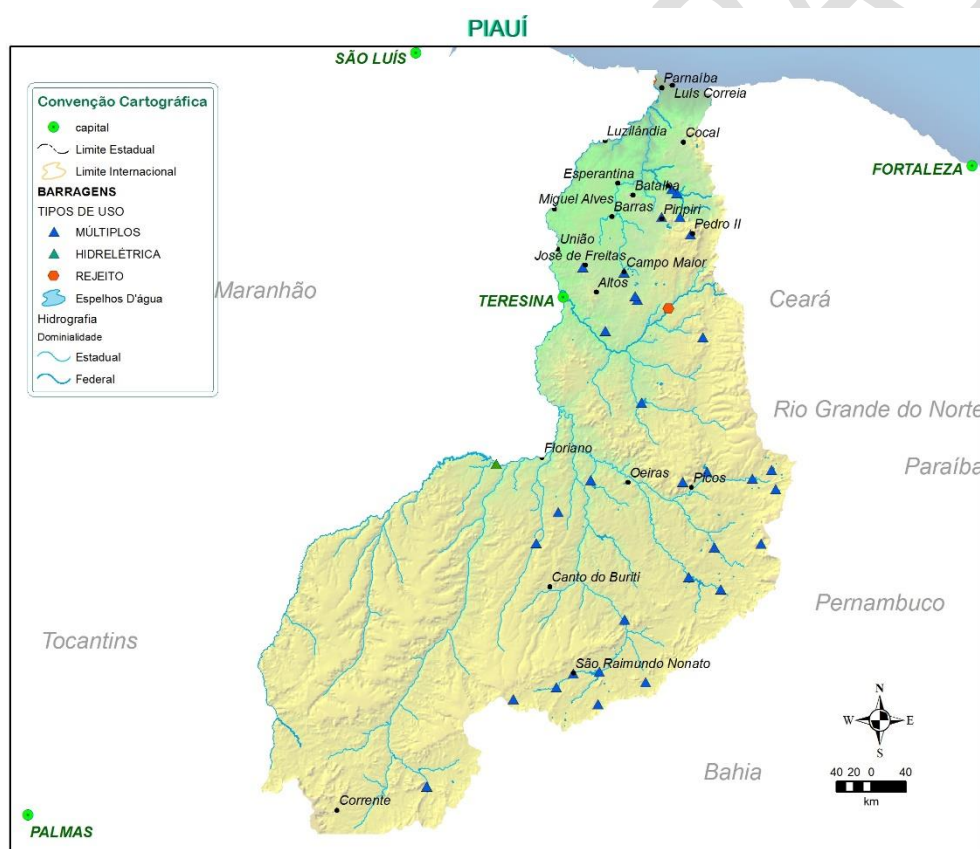 PIAUÍ
SÃO LUÍS
Convenção Cartográfica
capital
Limite Estadual
Limite Internacional
BARRAGENS
TIPOS DE USO
MÚLTIPLOS
HIDRELÉTRICA
REJEITO
Espelhos D'água
Hidrografia
Dominialidade
Estadual
Federal
Parnaíba
Luís Correia
Luzilândia
Cocal
FORTALEZA
Esperantina
Batalha
Miguel Alves
Barras
Piripiri
Pedro II
União
José de Freitas
Campo Maior
Maranhão
TERESINA
Altos
Ceará
Rio Grande do Norte
Floriano
Paraíba
Oeiras
Picos
Canto do Buriti
Pernambuco
Tocantins
São Raimundo Nonato
N
W
E
S
Bahia
40 20 0 40
km
Corrente
PALMAS